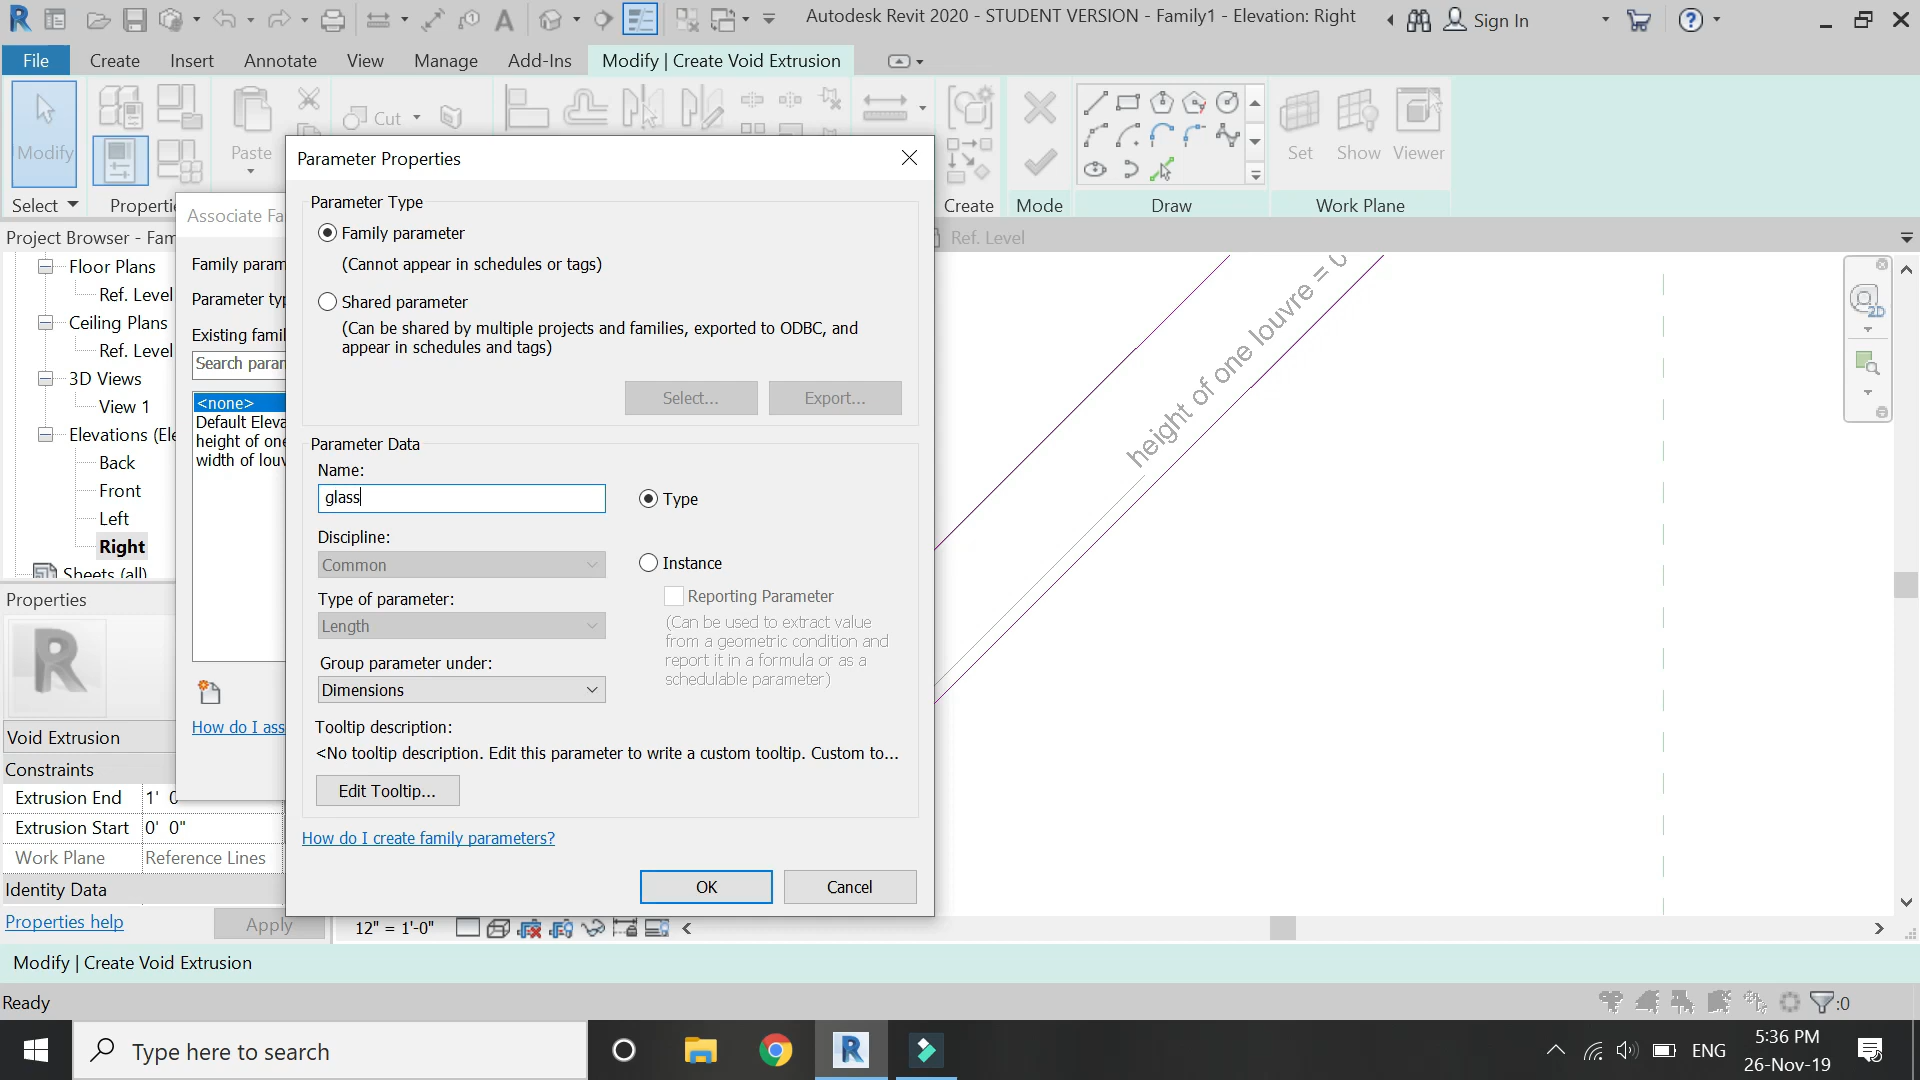 Autodesk Revit 2020 - STUDENT VERSION - Family1 - Elevation: Right
Sign In
File
Create
Insert
Annotate
View
Manage
Add-Ins
Modify | Create Void Extrusion
Modify
Paste
Cut
Set
Show
Viewer
Select
Create
Mode
Draw
Work Plane
Project Browser - Fam
Ref. Level
Floor Plans
Ref. Level
Ceiling Plans
Ref. Level
3D Views
View 1
Elevations (Ele
Back
Front
Left
Right
Sheets (all)
Associate Fa
Family param
Parameter typ
Existing famil
Search paran
<none>
Default Eleva
height of one
width of louv
How do I ass
Parameter Properties
Parameter Type
Family parameter
(Cannot appear in schedules or tags)
Shared parameter
(Can be shared by multiple projects and families, exported to ODBC, and
appear in schedules and tags)
Select...
Export...
Parameter Data
Name:
glass
Type
Discipline:
Common
Instance
Reporting Parameter
(Can be used to extract value
from a geometric condition and
report it in a formula or as a
schedulable parameter)
Type of parameter:
Length
Group parameter under:
Dimensions
Tooltip description:
<No tooltip description. Edit this parameter to write a custom tooltip. Custom to...
Edit Tooltip...
How do I create family parameters?
OK
Cancel
height of one louvre = 0
2D
Properties
Void Extrusion
Constraints
Extrusion End
1' 0
Extrusion Start
0' 0"
Work Plane
Reference Lines
Identity Data
Properties help
Apply
12" = 1'-0"
Modify | Create Void Extrusion
Ready
:0
Type here to search
ENG
5:36 PM
26-Nov-19